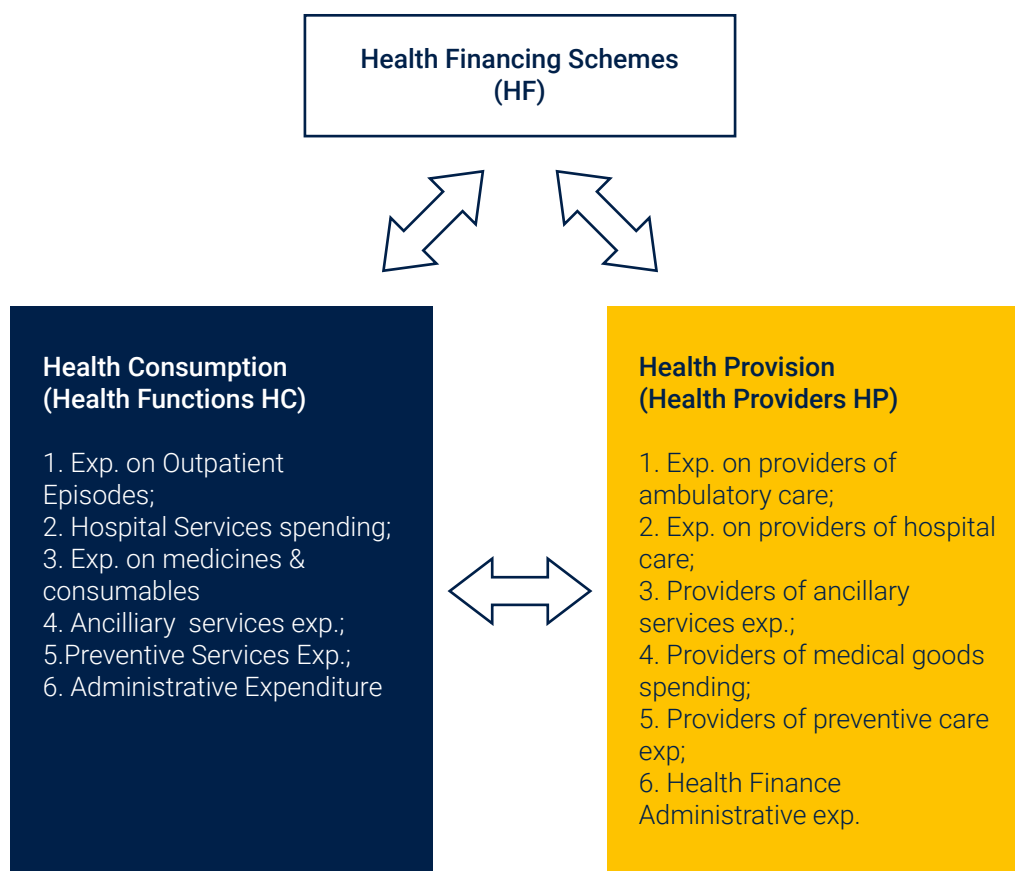 Health Financing Schemes
(HF)
Health Consumption
(Health Functions HC)
1. Exp. on Outpatient
Episodes;
2. Hospital Services spending;
3. Exp. on medicines &
consumables
4. Ancilliary  services exp.;
5.Preventive Services Exp.;
6. Administrative Expenditure
Health Provision
(Health Providers HP)
1. Exp. on providers of
ambulatory care;
2. Exp. on providers of hospital
care;
3. Providers of ancillary
services exp.;
4. Providers of medical goods
spending;
5. Providers of preventive care
exp;
6. Health Finance
Administrative exp.